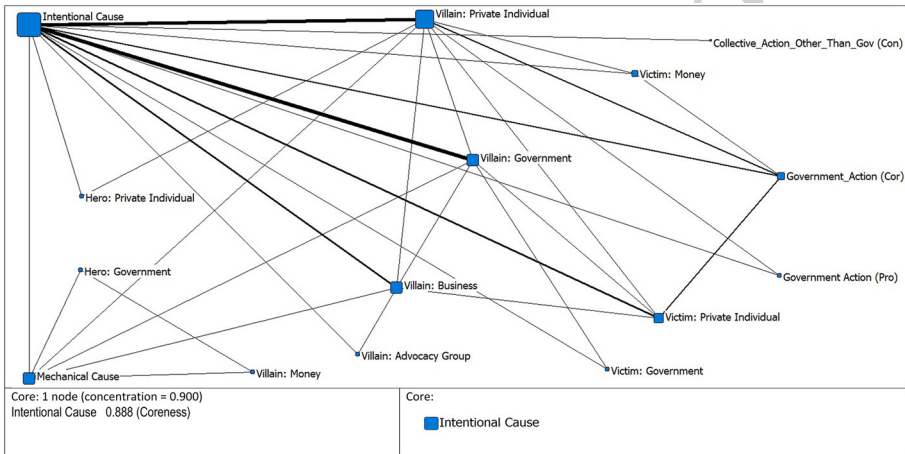 Intentional Cause
Villain: Private Individual
Collective_Action_Other_Than_Gov (Con)
Victim: Money
Villain: Government
Government_Action (Cor)
Hero: Private Individual
Hero: Government
Government Action (Pro)
Villain: Business
Victim: Private Individual
Villain: Advocacy Group
Mechanical Cause
Villain: Money
Victim: Government
Core: 1 node (concentration = 0.900)
Intentional Cause 0.888 (Coreness)
Core:
Intentional Cause